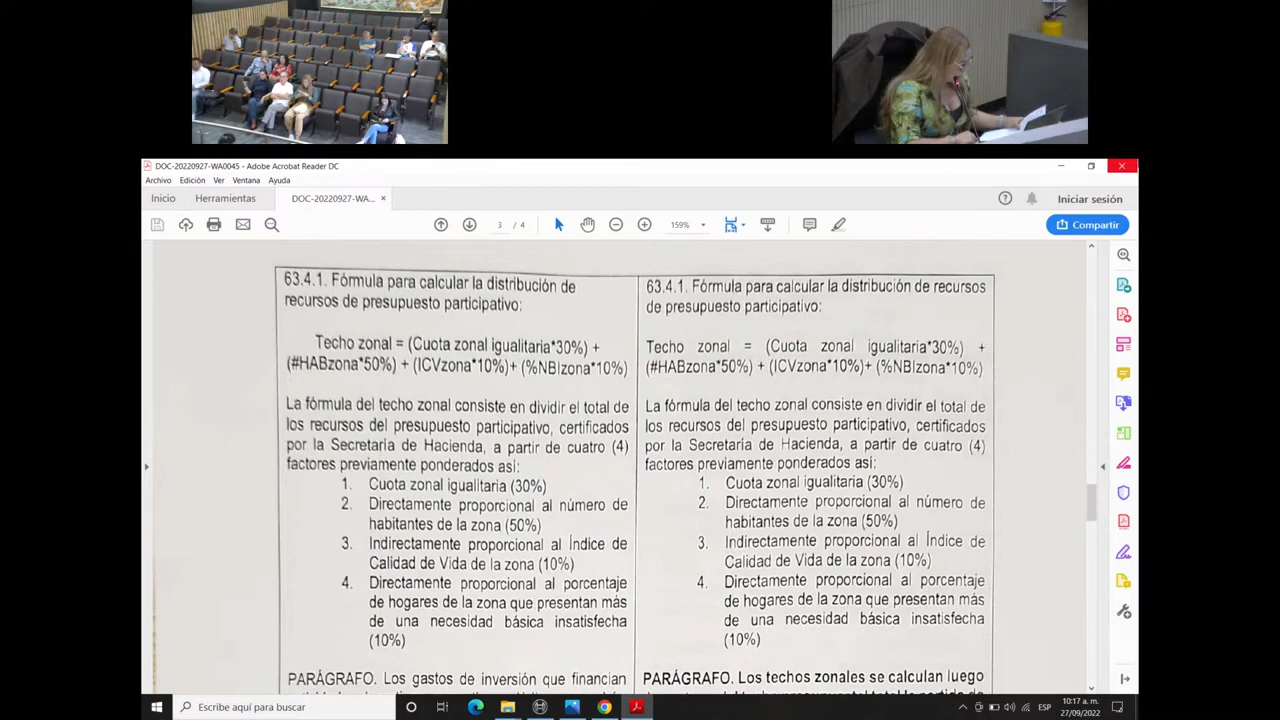 DOC-20220927-WA0045 - Adobe Acrobat Reader DC
Archivo Edición Ver Ventana Ayuda
Inicio Herramientas DOC-20220927-WA... × Iniciar sesión
3 / 4 159% Compartir
63.4.1. Fórmula para calcular la distribución de
recursos de presupuesto participativo:
Techo zonal = (Cuota zonal igualitaria*30%) +
(#HABzona*50%) + (ICVzona*10%)+ (%NBIzona*10%)
La fórmula del techo zonal consiste en dividir el total de
los recursos del presupuesto participativo, certificados
por la Secretaría de Hacienda, a partir de cuatro (4)
factores previamente ponderados así:
1. Cuota zonal igualitaria (30%)
2. Directamente proporcional al número de
habitantes de la zona (50%)
3. Indirectamente proporcional al Índice de
Calidad de Vida de la zona (10%)
4. Directamente proporcional al porcentaje
de hogares de la zona que presentan más
de una necesidad básica insatisfecha
(10%)
PARÁGRAFO. Los gastos de inversión que financian
63.4.1. Fórmula para calcular la distribución de recursos
de presupuesto participativo:
Techo zonal = (Cuota zonal igualitaria*30%) +
(#HABzona*50%) + (ICVzona*10%)+ (%NBIzona*10%)
La fórmula del techo zonal consiste en dividir el total de
los recursos del presupuesto participativo, certificados
por la Secretaría de Hacienda, a partir de cuatro (4)
factores previamente ponderados así:
1. Cuota zonal igualitaria (30%)
2. Directamente proporcional al número de
habitantes de la zona (50%)
3. Indirectamente proporcional al Índice de
Calidad de Vida de la zona (10%)
4. Directamente proporcional al porcentaje
de hogares de la zona que presentan más
de una necesidad básica insatisfecha
(10%)
PARÁGRAFO. Los techos zonales se calculan luego
Escribe aquí para buscar
ESP
10:17 a. m.
27/09/2022